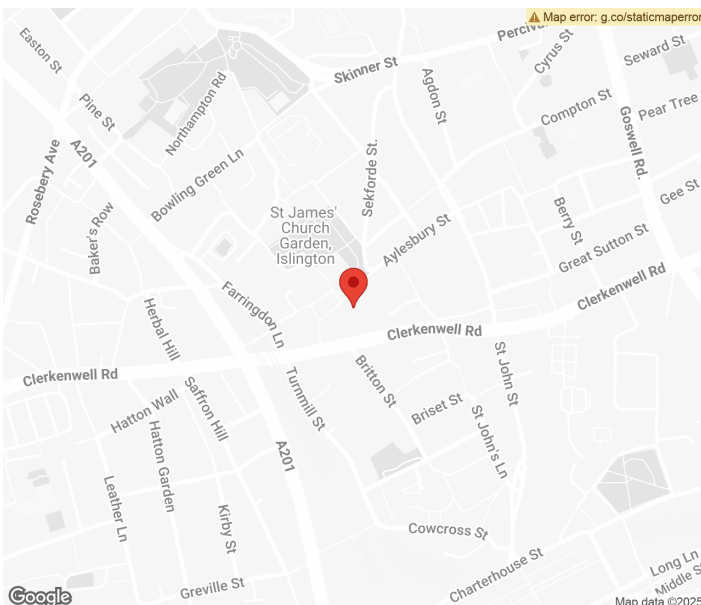 Map error: g.co/staticmaperror
Easton St
Skinner St
Cyrus St
Seward St
Agdon St
Pine St
Northampton Rd
Compton St
Pear Tree
Goswell Rd.
A201
Rosebery Ave
Bowling Green Ln
Sekforde St.
Gee St
St James'
Church
Garden,
Islington
Baker's Row
Aylesbury St
Berry St
Great Sutton St
Farringdon Ln
Clerkenwell Rd
Herbal Hill
Clerkenwell Rd
St John St
Clerkenwell Rd
Britton St
Turnmill St
Saffron Hill
Hatton Wall
Briset St
St John's Ln
Hatton Garden
A201
Leather Ln
Kirby St
Cowcross St
Charterhouse St
Long Ln
Middle S
Greville St
Google
Map data ©2025